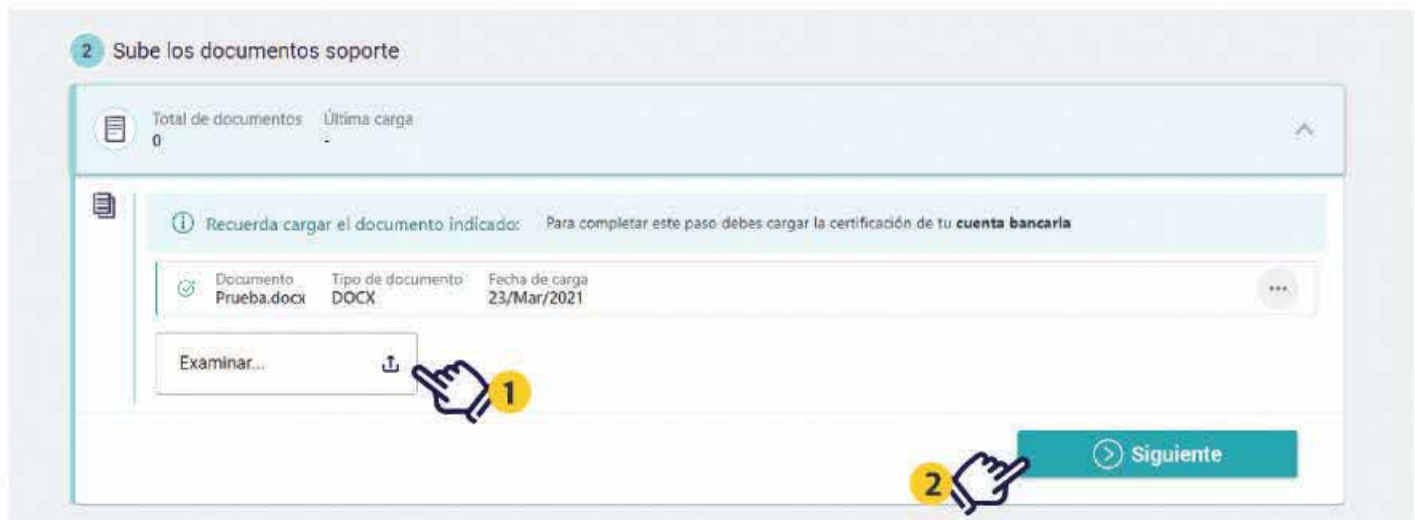 2 Sube los documentos soporte
Total de documentos Última carga
0 -
Recuerda cargar el documento indicado: Para completar este paso debes cargar la certificación de tu cuenta bancaria
Documento Tipo de documento Fecha de carga
Prueba.docx DOCX 23/Mar/2021
Examinar...
1
Siguiente
2